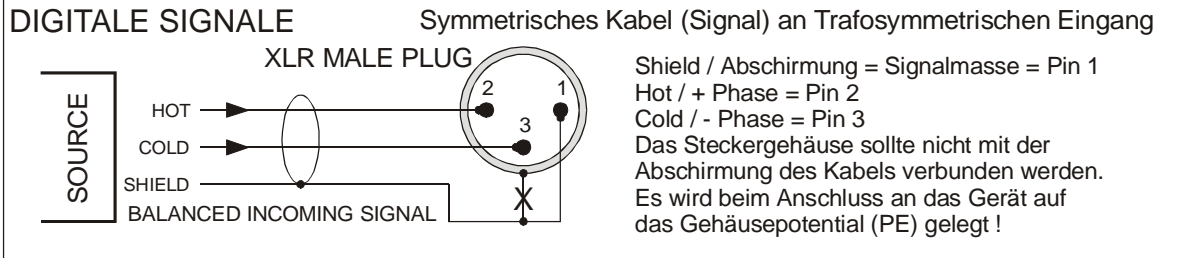 DIGITALE SIGNALE
Symmetrisches Kabel (Signal) an Trafosymmetrischen Eingang
XLR MALE PLUG
SOURCE
HOT
COLD
SHIELD
BALANCED INCOMING SIGNAL
2
1
3
X
Shield / Abschirmung = Signalmasse = Pin 1
Hot / + Phase = Pin 2
Cold / - Phase = Pin 3
Das Steckergehäuse sollte nicht mit der
Abschirmung des Kabels verbunden werden.
Es wird beim Anschluss an das Gerät auf
das Gehäusepotential (PE) gelegt !